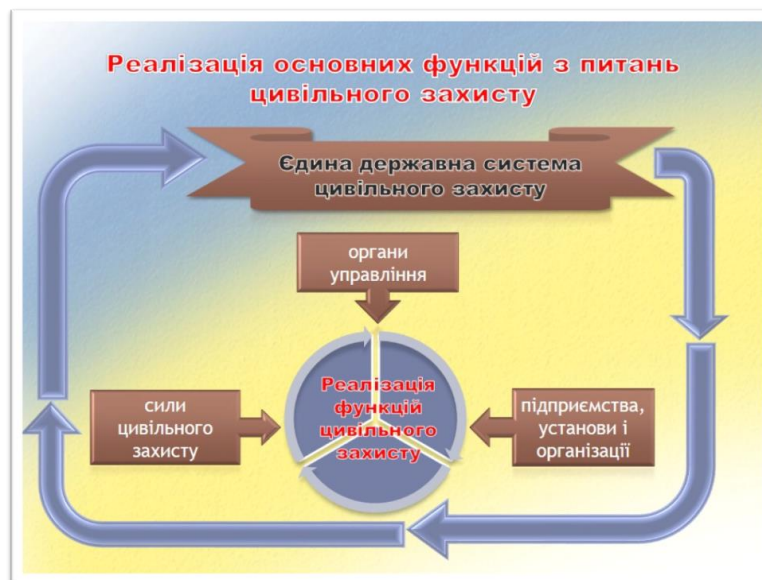 Реалізація основних функцій з питань
цивільного захисту
Єдина державна система
цивільного захисту
органи
управління
сили
цивільного
захисту
Реалізація
функцій
цивільного
захисту
підприємства,
установи і
організації